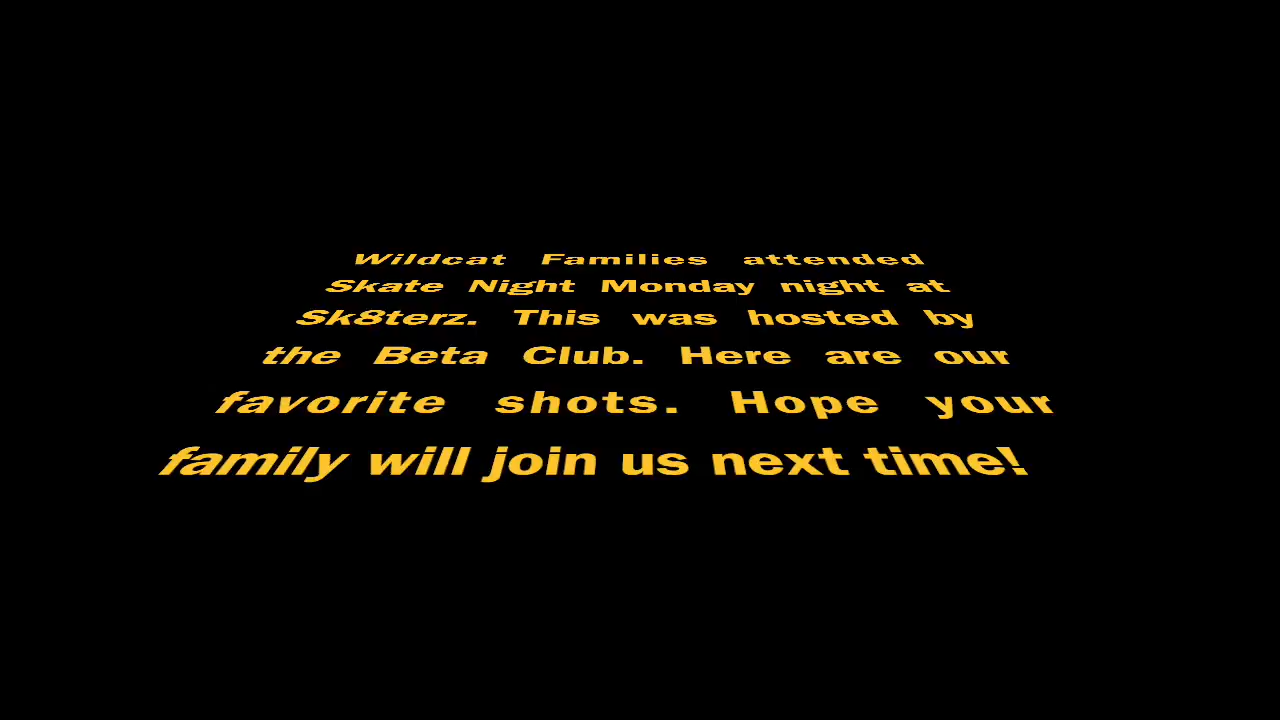 Wildcat Families attended
Skate Night Monday night at
Sk8terz. This was hosted by
the Beta Club. Here are our
favorite shots. Hope your
family will join us next time!